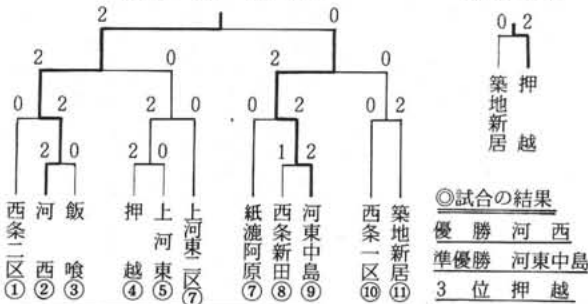 2 0
2 0 2 0
0 2 2 0 0 2 0 2
2 0 2 0 1 2
西条二区①
河西②
飯喰③
押越④
上河東⑤
上河東二区⑦
紙漉阿原⑦
西条新田⑧
河東中島⑨
西条一区⑩
築地新居⑪
0 2
築地新居
押越
◎試合の結果
優勝 河西
準優勝 河東中島
3位 押越